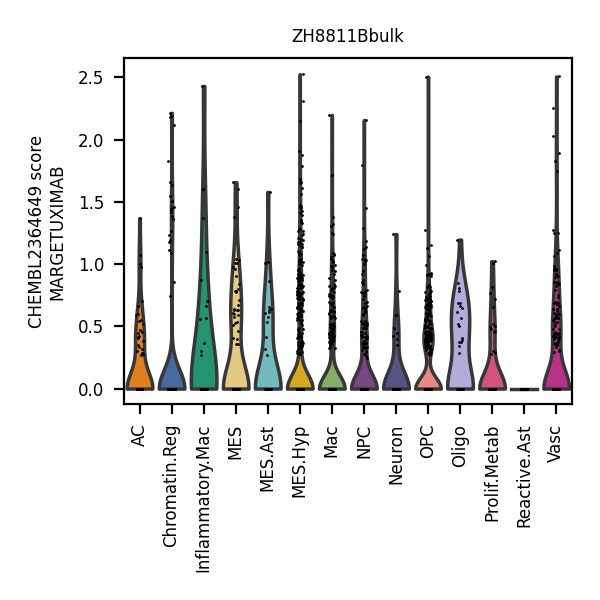 ZH8811Bbulk
CHEMBL2364649 score
MARGETUXIMAB
2.5
2.0
1.5
1.0
0.5
0.0
AC
Chromatin.Reg
Inflammatory.Mac
MES
MES.Ast
MES.Hyp
Mac
NPC
Neuron
OPC
Oligo
Prolif.Metab
Reactive.Ast
Vasc